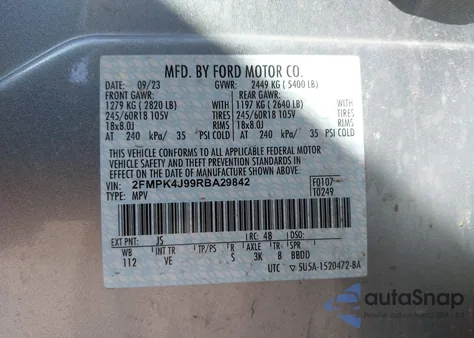 MFD. BY FORD MOTOR CO.
DATE: 09/23 GVWR: 2449 KG ( 5400 LB)
FRONT GAWR: REAR GAWR:
1279 KG ( 2820 LB) WITH 1197 KG ( 2640 LB) WITH
245/60R18 105V TIRES 245/60R18 105V TIRES
18x8.0J RIMS 18x8.0J RIMS
AT 240 kPa/ 35 PSI COLD AT 240 kPa/ 35 PSI COLD
THIS VEHICLE CONFORMS TO ALL APPLICABLE FEDERAL MOTOR
VEHICLE SAFETY AND THEFT PREVENTION STANDARDS IN
EFFECT ON THE DATE OF MANUFACTURE SHOWN ABOVE.
VIN: 2FMPK4J99RBA29842 F0107
TYPE: MPV T0249
EXT PNT: JS RC: 48 DSO:
WB INT TR TP/PS R AXLE TR SPR
112 VE S 3K 8 BBDD
UTC ▽ 5U5A-1520472-BA
autoSnap